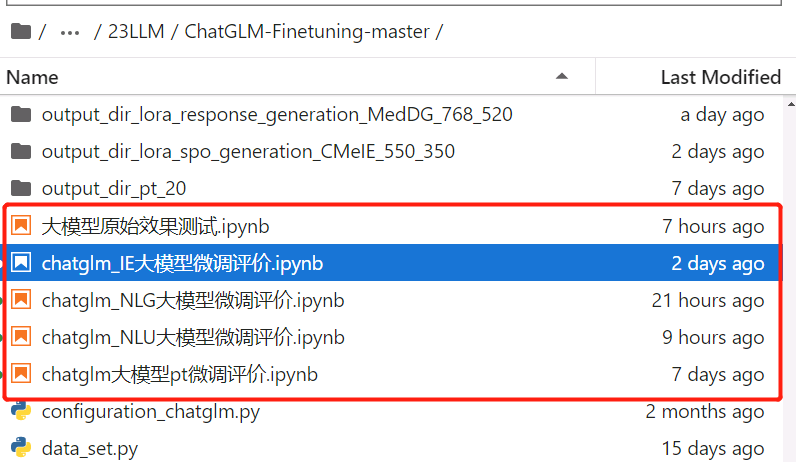 / ··· / 23LLM / ChatGLM-Finetuning-master /
Name Last Modified
output_dir_lora_response_generation_MedDG_768_520 a day ago
output_dir_lora_spo_generation_CMeIE_550_350 2 days ago
output_dir_pt_20 7 days ago
大模型原始效果测试.ipynb 7 hours ago
chatglm_IE大模型微调评价.ipynb 2 days ago
chatglm_NLG大模型微调评价.ipynb 21 hours ago
chatglm_NLU大模型微调评价.ipynb 9 hours ago
chatglm大模型pt微调评价.ipynb 7 days ago
configuration_chatglm.py 2 months ago
data_set.py 15 days ago